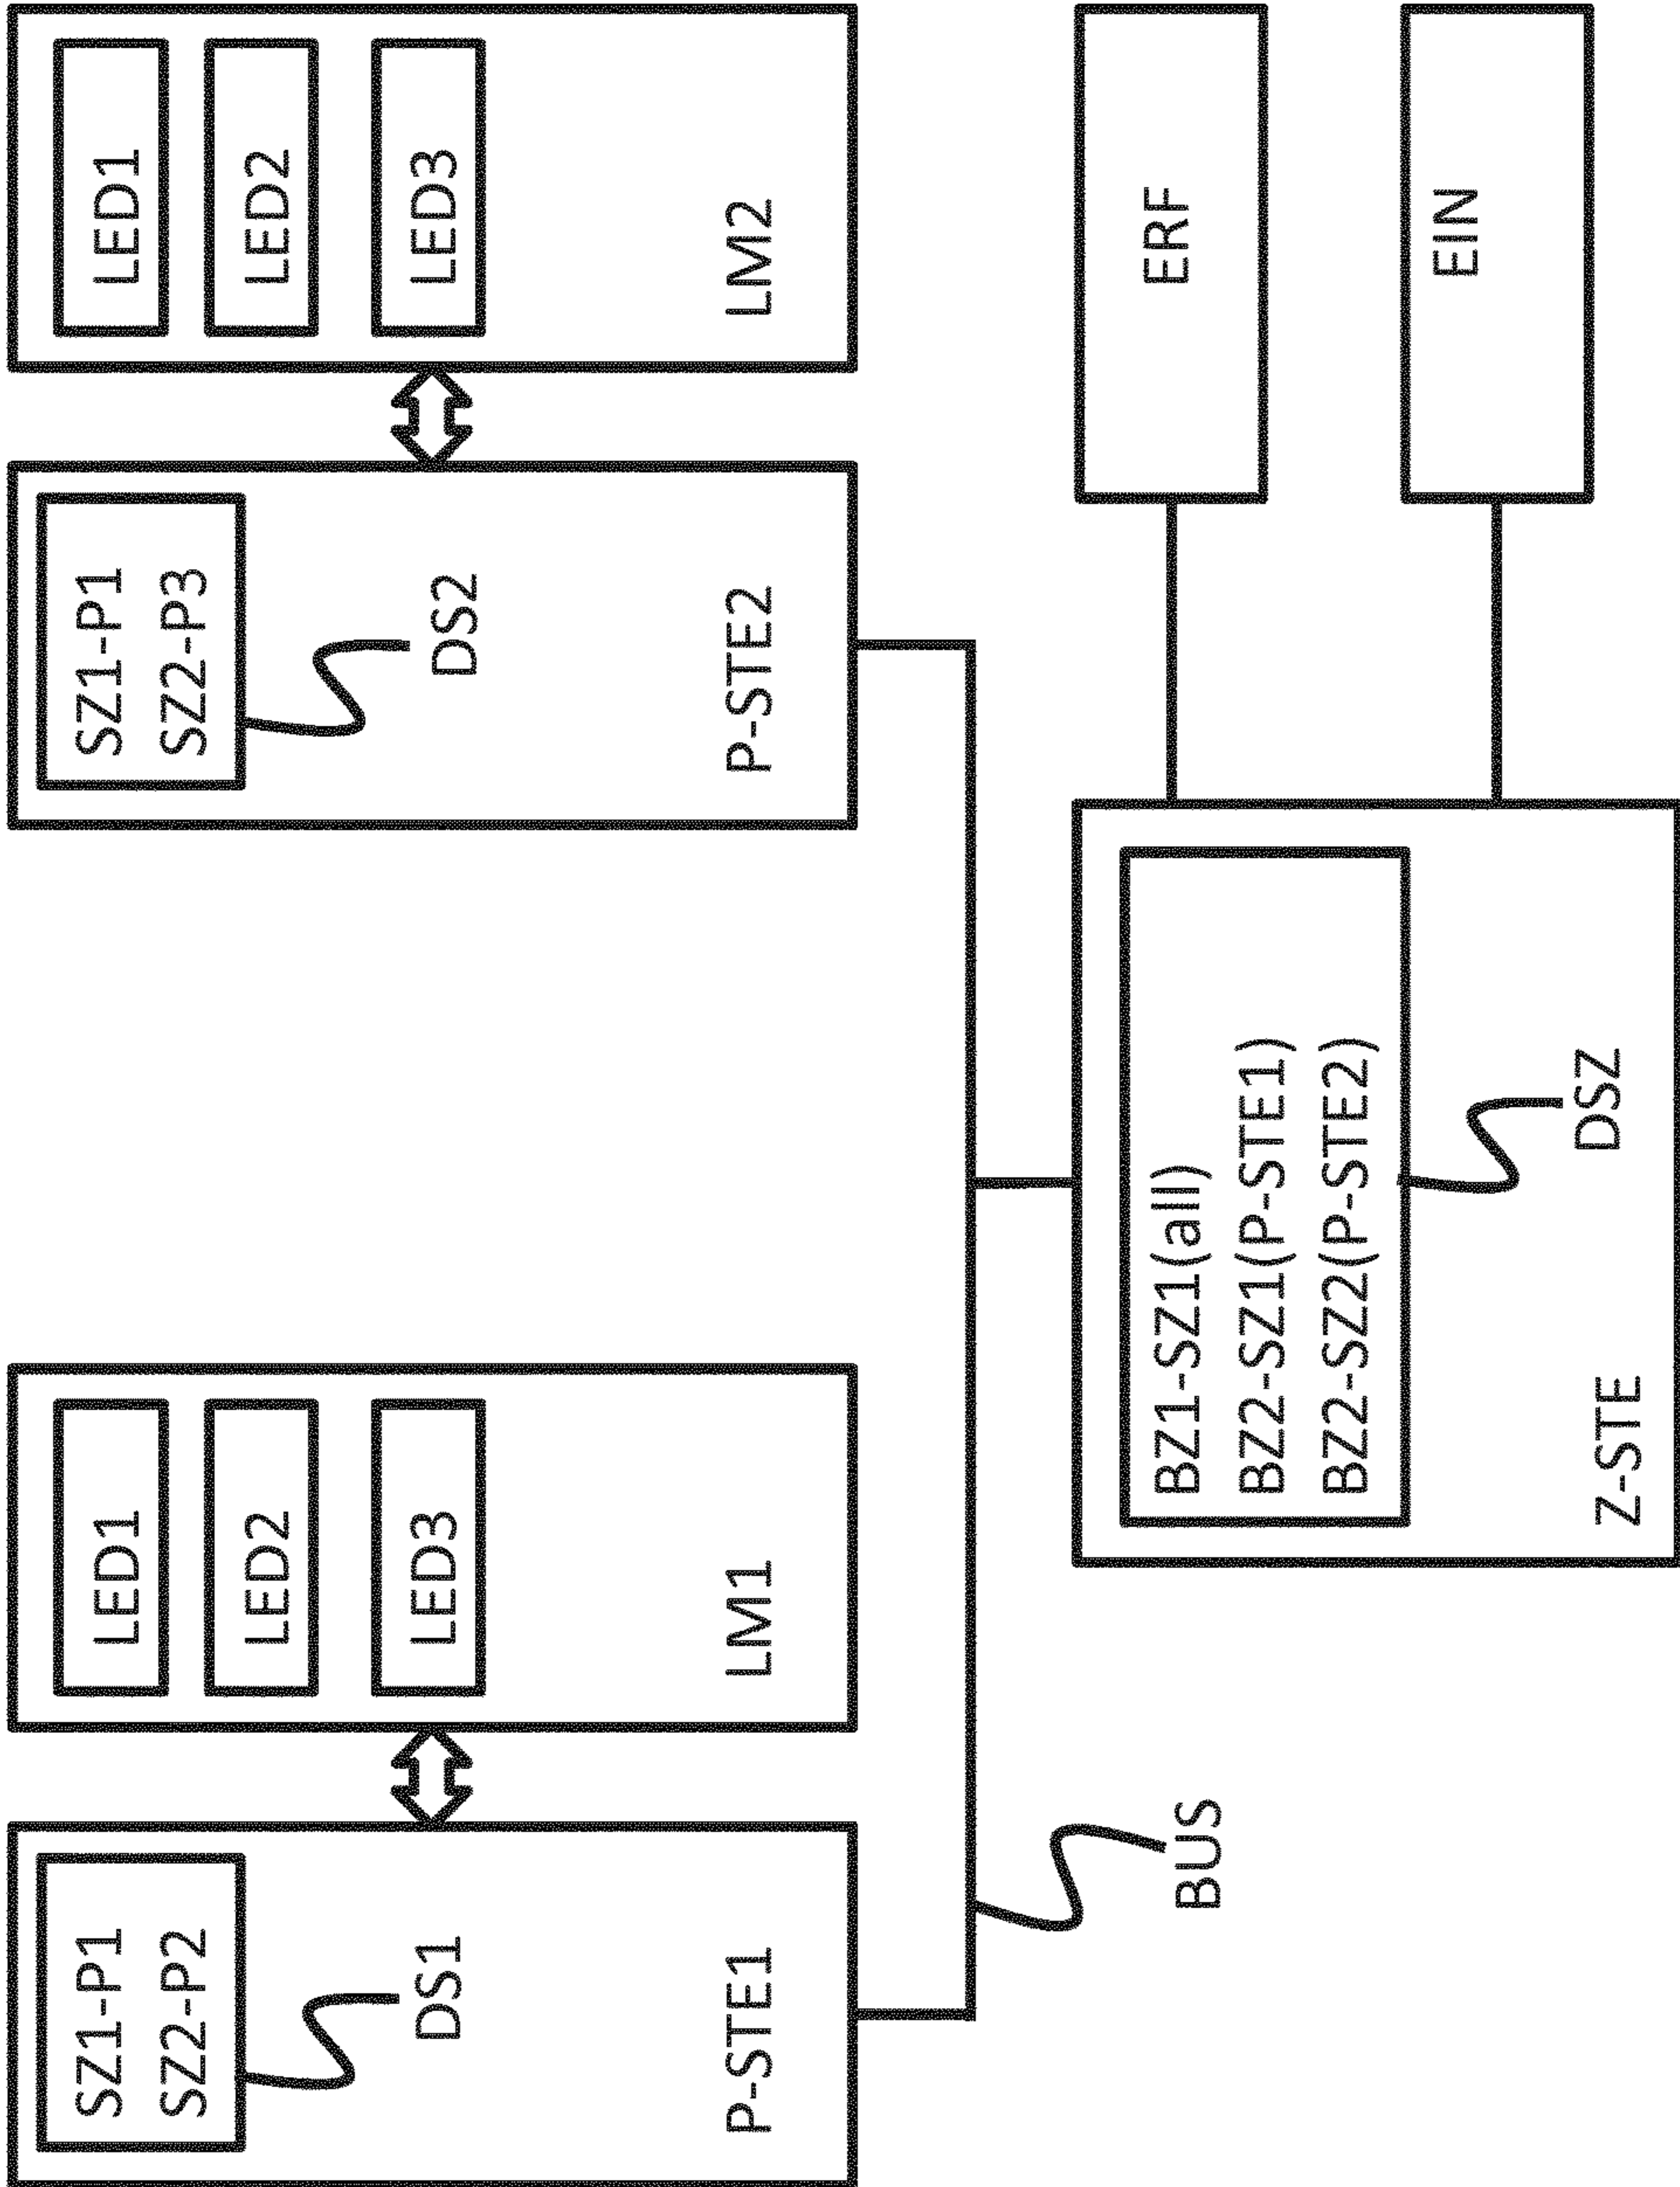 SZ1-P1
SZ2-P2
DS1
P-STE1
LED1
LED2
LED3
LM1
SZ1-P1
SZ2-P3
DS2
P-STE2
LED1
LED2
LED3
LM2
BUS
BZ1-SZ1(all)
BZ2-SZ1(P-STE1)
BZ2-SZ2(P-STE2)
DSZ
Z-STE
ERF
EIN